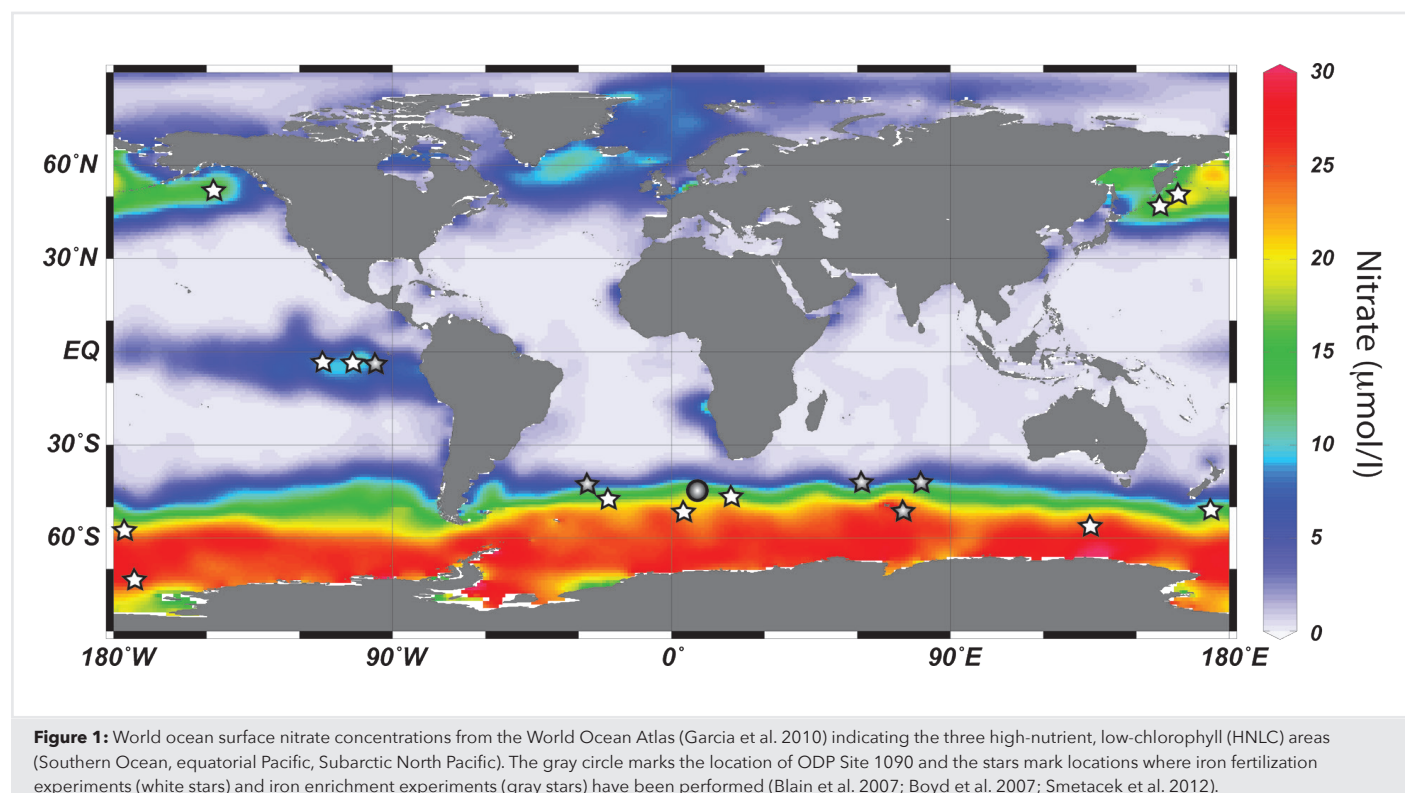 60°N
30°N
EQ
30°S
60°S
180°W
90°W
0°
90°E
180°E
30
25
20
15
10
5
0
Nitrate (μmol/l)
Figure 1: World ocean surface nitrate concentrations from the World Ocean Atlas (Garcia et al. 2010) indicating the three high-nutrient, low-chlorophyll (HNLC) areas
(Southern Ocean, equatorial Pacific, Subarctic North Pacific). The gray circle marks the location of ODP Site 1090 and the stars mark locations where iron fertilization
experiments (white stars) and iron enrichment experiments (gray stars) have been performed (Blain et al. 2007; Boyd et al. 2007; Smetacek et al. 2012).